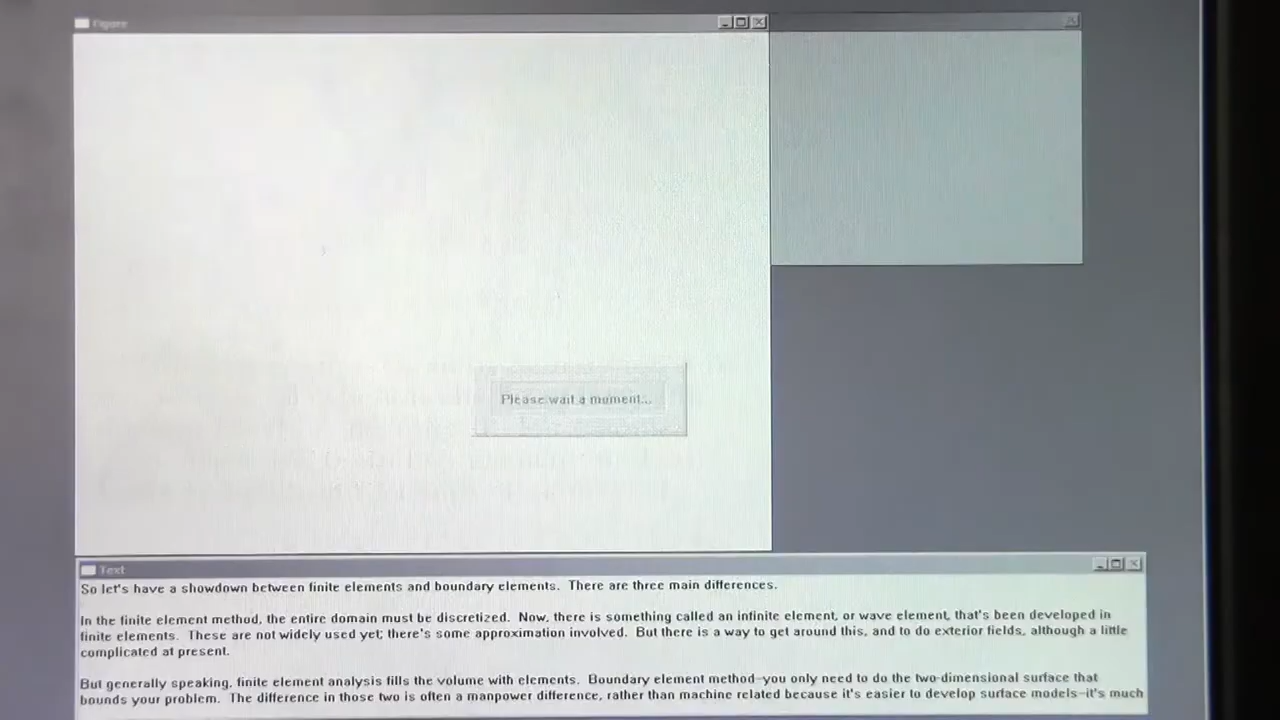 Figure
Please wait a moment...
Text
So let's have a showdown between finite elements and boundary elements. There are three main differences.
In the finite element method, the entire domain must be discretized. Now, there is something called an infinite element, or wave element, that's been developed in
finite elements. These are not widely used yet; there's some approximation involved. But there is a way to get around this, and to do exterior fields, although a little
complicated at present.
But generally speaking, finite element analysis fills the volume with elements. Boundary element method-you only need to do the two-dimensional surface that
bounds your problem. The difference in those two is often a manpower difference, rather than machine related because it's easier to develop surface models-it's much